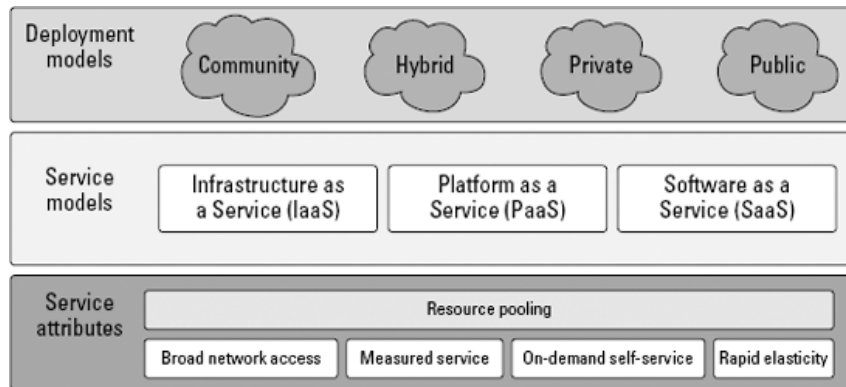 Deployment
models
Community
Hybrid
Private
Public
Service
models
Infrastructure as
a Service (IaaS)
Platform as a
Service (PaaS)
Software as a
Service (SaaS)
Service
attributes
Resource pooling
Broad network access
Measured service
On-demand self-service
Rapid elasticity